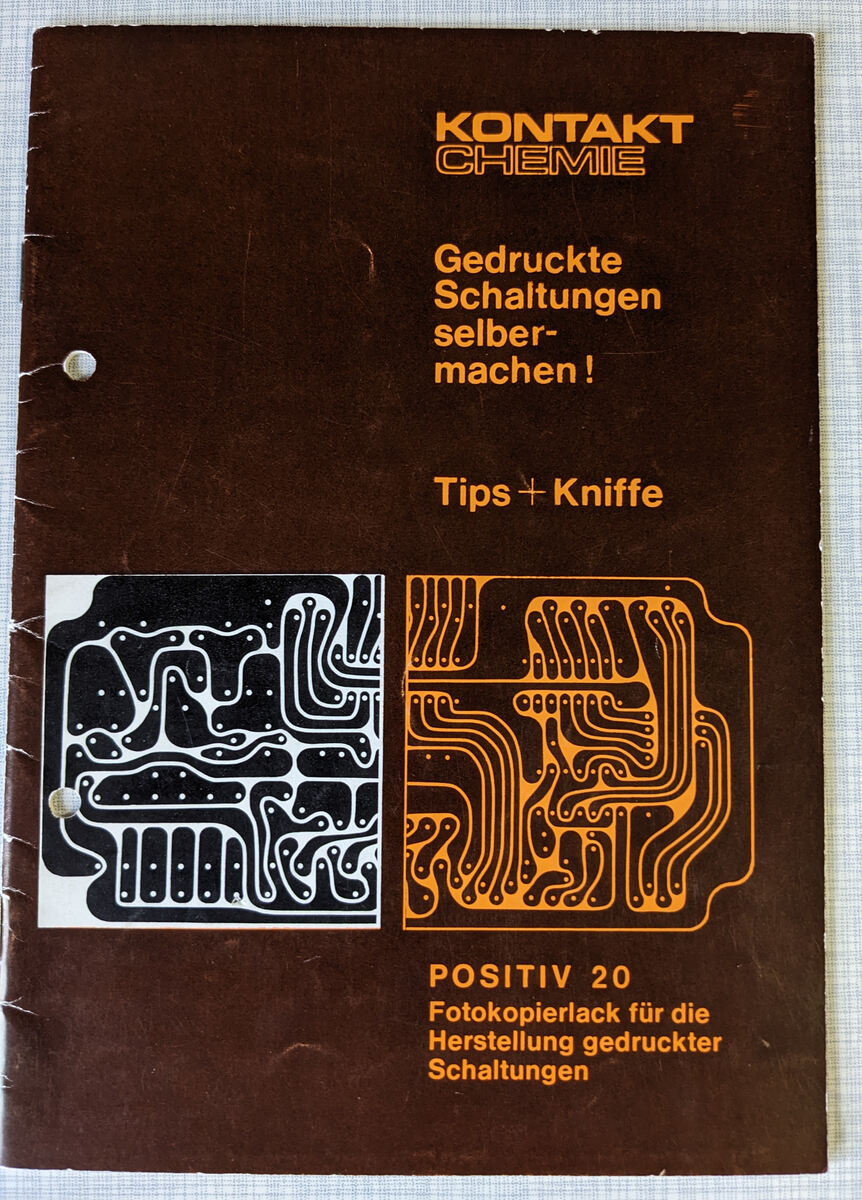 KONTAKT
CHEMIE
Gedruckte
Schaltungen
selber-
machen!
Tips + Kniffe
POSITIV 20
Fotokopierlack für die
Herstellung gedruckter
Schaltungen